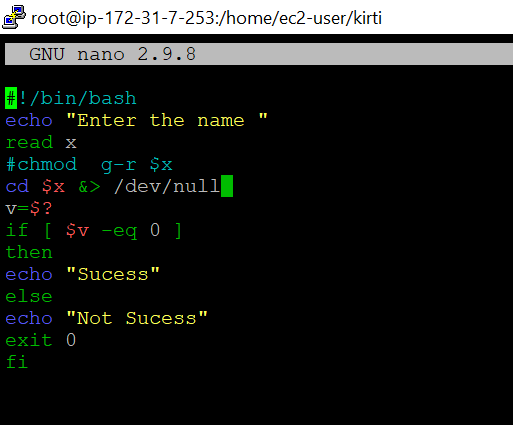 root@ip-172-31-7-253:/home/ec2-user/kirti
GNU nano 2.9.8
#!/bin/bash
echo "Enter the name "
read x
#chmod  g-r $x
cd $x &> /dev/null
v=$?
if [ $v -eq 0 ]
then
echo "Sucess"
else
echo "Not Sucess"
exit 0
fi